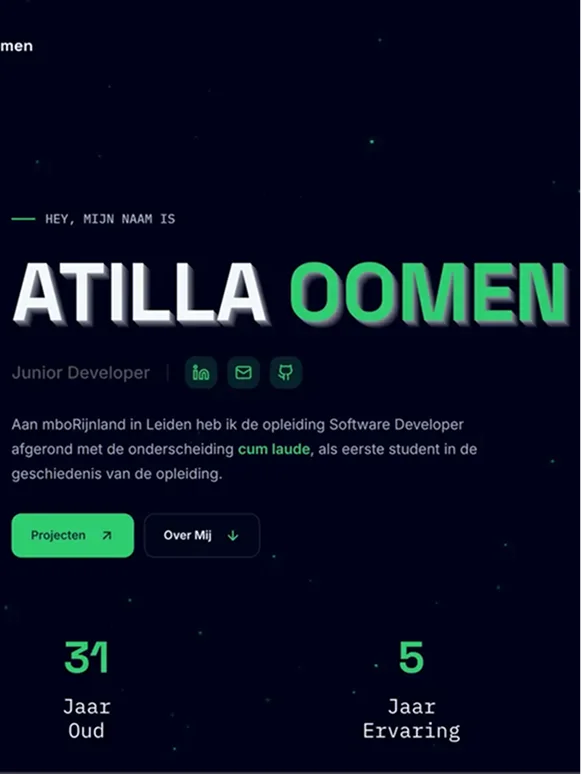 men
HEY, MIJN NAAM IS
ATILLA OOMEN
Junior Developer
Aan mboRijnland in Leiden heb ik de opleiding Software Developer
afgerond met de onderscheiding cum laude, als eerste student in de
geschiedenis van de opleiding.
Projecten
Over Mij
31
5
Jaar
Oud
Jaar
Ervaring